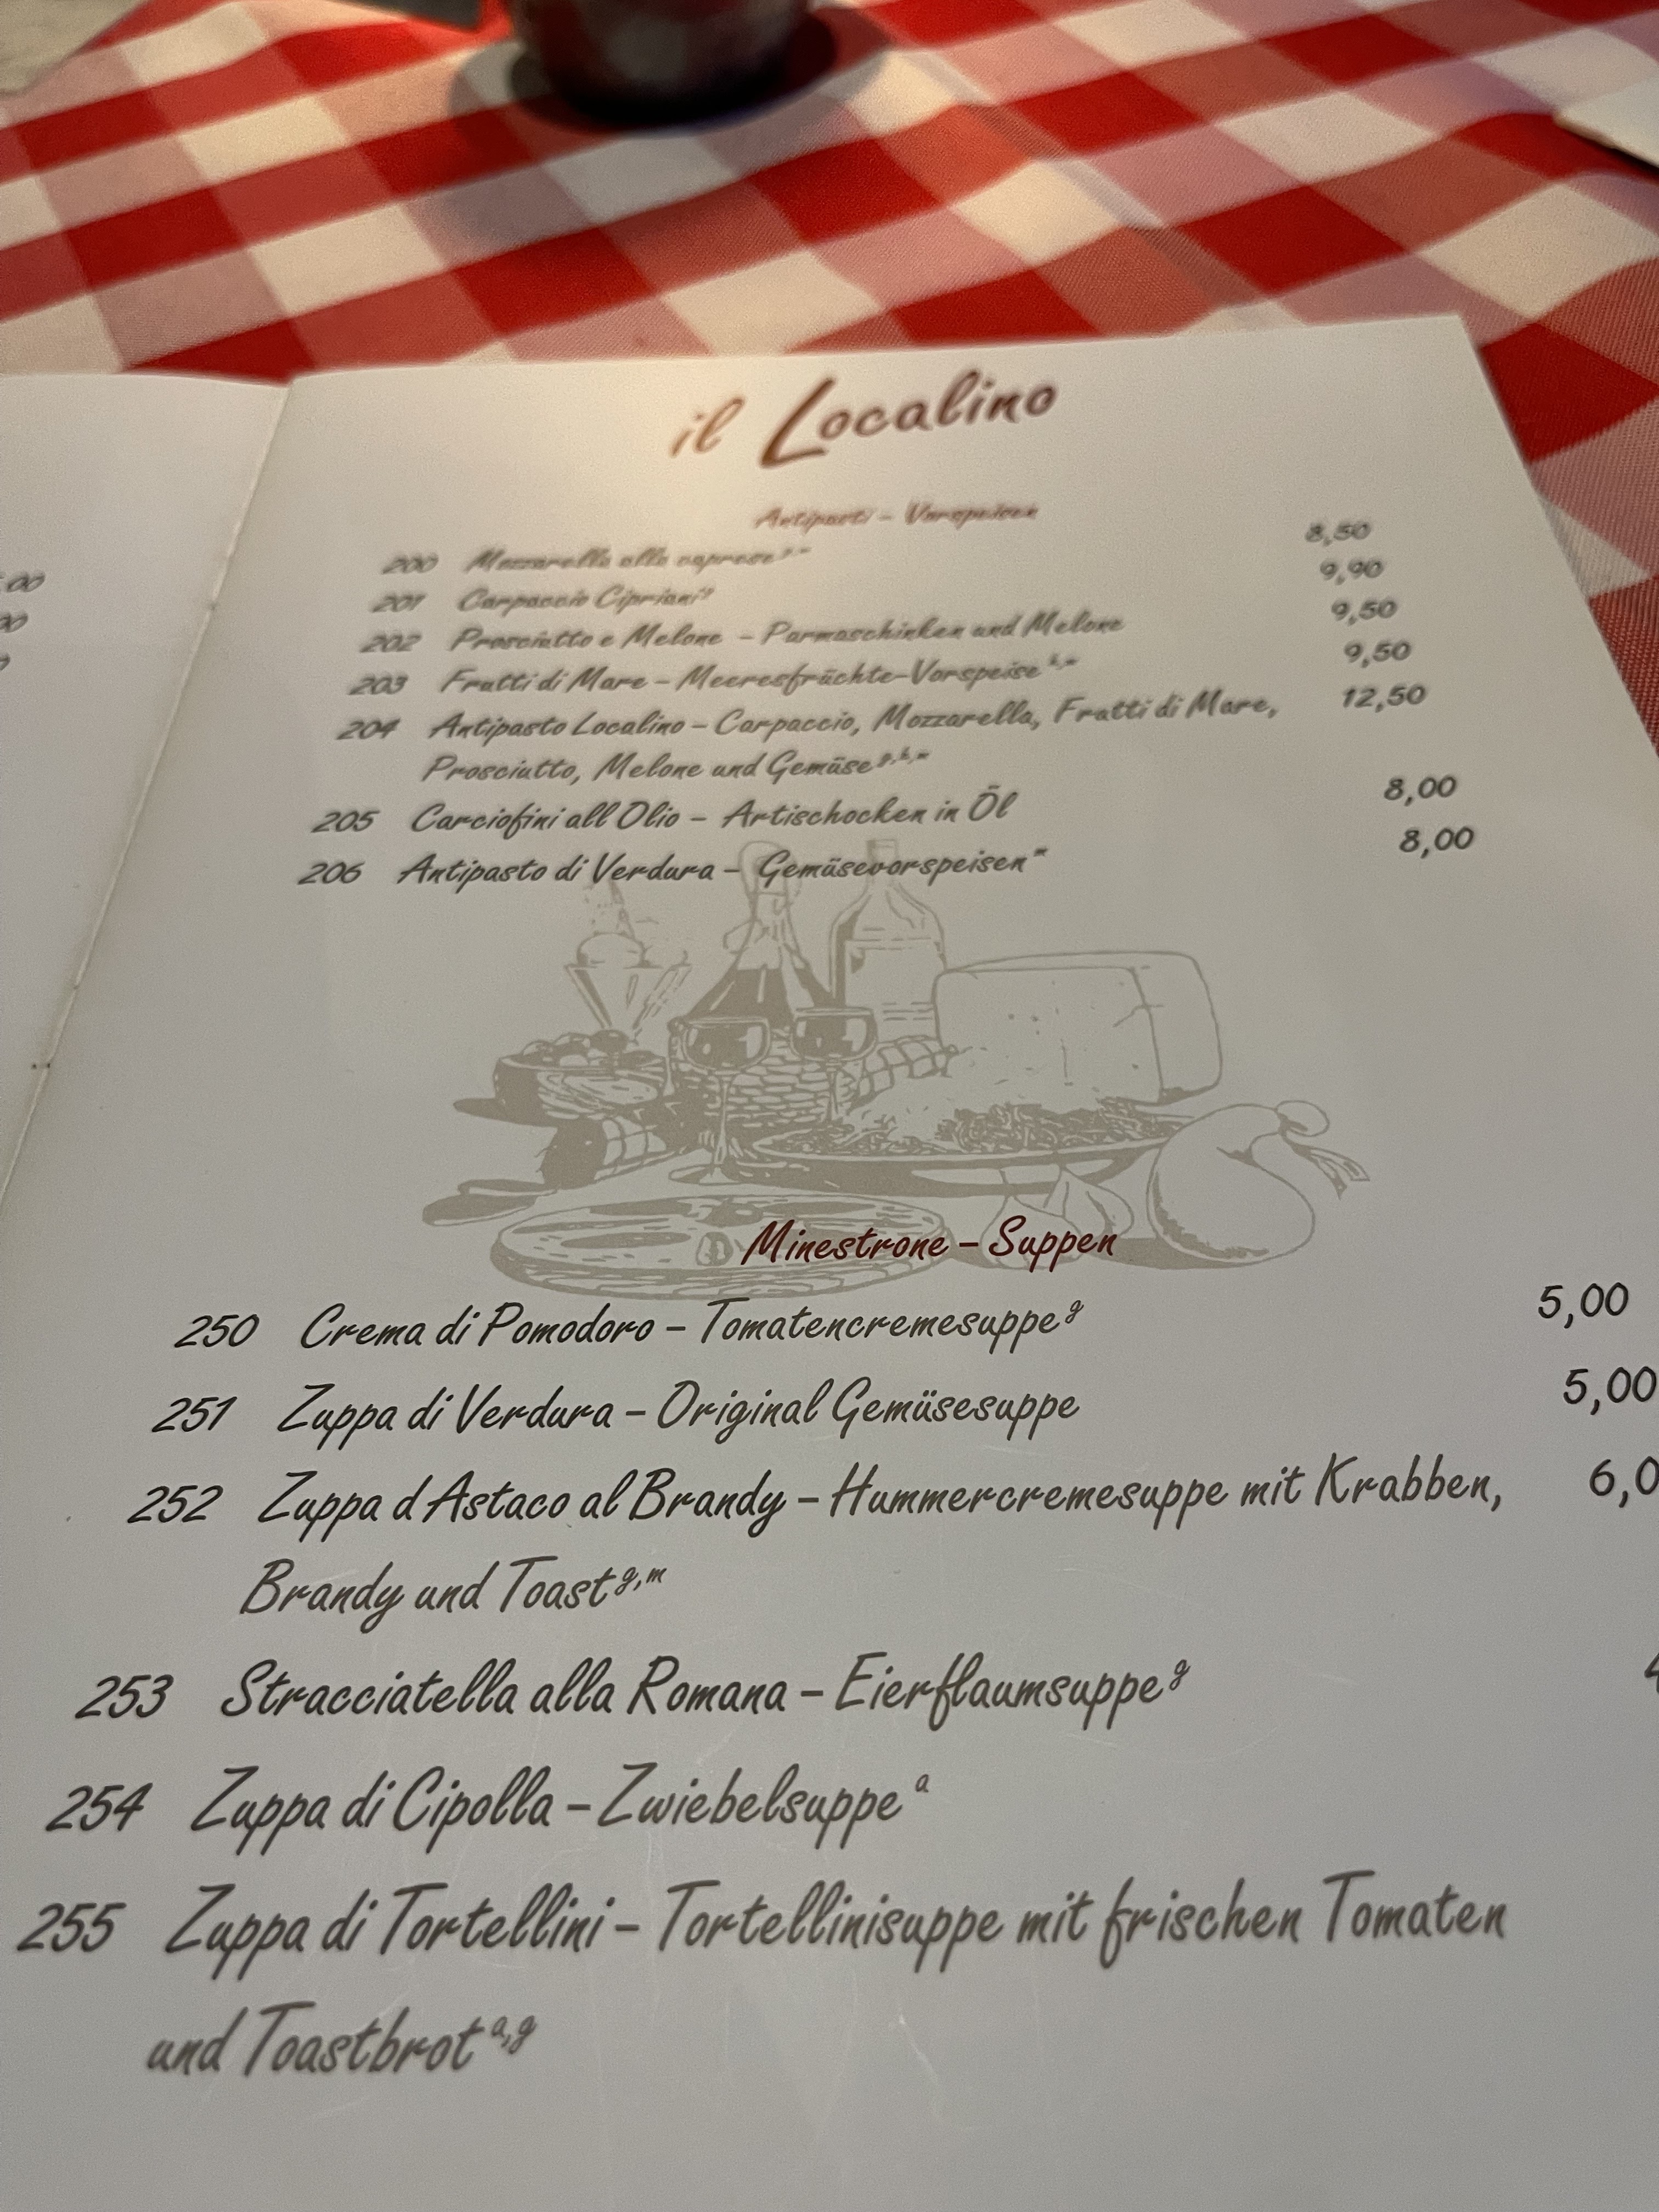 il Localino
Antipasti - Vorspeisen
200 Mozzarella alla caprese 8,50
201 Carpaccio Cipriani 9,90
202 Prosciutto e Melone - Parmaschinken und Melone 9,50
203 Frutti di Mare - Meeresfrüchte-Vorspeise 9,50
204 Antipasto Localino - Carpaccio, Mozzarella, Frutti di Mare, 12,50
Prosciutto, Melone und Gemüse
205 Carciofini all Olio - Artischocken in Öl 8,00
206 Antipasto di Verdura - Gemüsevorspeisen 8,00
Minestrone - Suppen
250 Crema di Pomodoro - Tomatencremesuppe g 5,00
251 Zuppa di Verdura - Original Gemüsesuppe 5,00
252 Zuppa d Astaco al Brandy - Hummercremesuppe mit Krabben, 6,0
Brandy und Toast g,m
253 Stracciatella alla Romana - Eierflaumsuppe g
254 Zuppa di Cipolla - Zwiebelsuppe a
255 Zuppa di Tortellini - Tortellinisuppe mit frischen Tomaten
und Toastbrot a,g